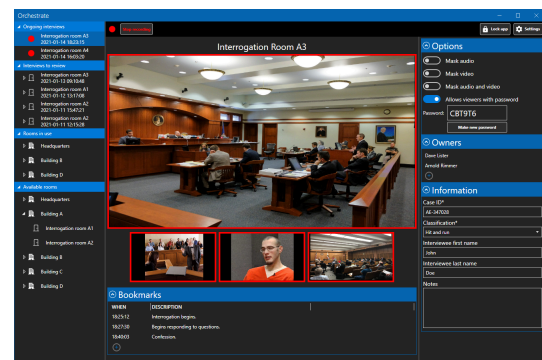 Orchestrate
Ongoing interviews
Interrogation room A3
2021-01-14 18:23:15
Interrogation room A4
2021-01-14 16:03:20
Interviews to review
Interrogation room A3
2021-01-13 09:10:48
Interrogation room A1
2021-01-12 13:17:08
Interrogation room A2
2021-01-11 15:47:21
Interrogation room A2
2021-01-11 12:15:28
Rooms in use
Headquarters
Building B
Building D
Available rooms
Headquarters
Building A
Interrogation room A1
Interrogation room A2
Building B
Building C
Building D
Stop recording
Lock app
Settings
Interrogation Room A3
Bookmarks
WHEN DESCRIPTION
18:25:12 Interrogation begins.
18:27:30 Begins responding to questions.
18:40:03 Confession.
Options
Mask audio
Mask video
Mask audio and video
Allows viewers with password
Password: CBT9T6
Make new password
Owners
Dave Lister
Arnold Rimmer
Information
Case ID*
AE-347028
Classification*
Hit and run
Interviewee first name
John
Interviewee last name
Doe
Notes